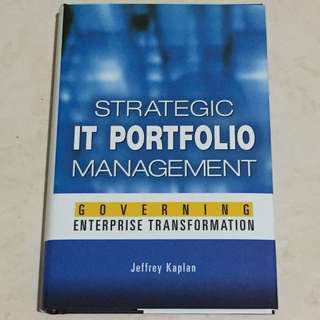 STRATEGIC
IT PORTFOLIO
MANAGEMENT
GOVERNING
ENTERPRISE TRANSFORMATION
Jeffrey Kaplan